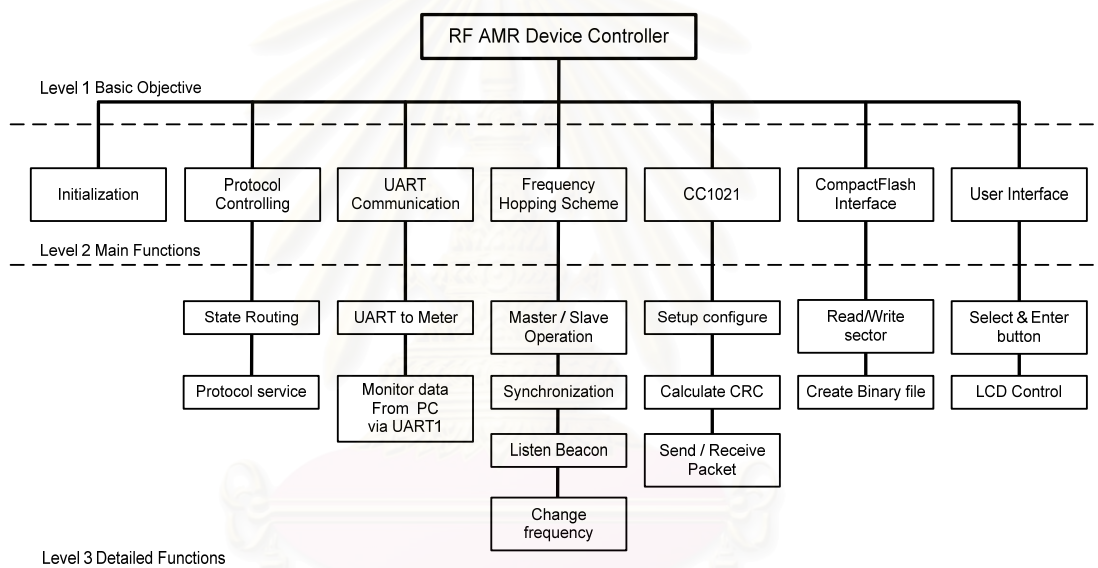 RF AMR Device Controller
Level 1 Basic Objective
Initialization
Protocol
Controlling
UART
Communication
Frequency
Hopping Scheme
CC1021
CompactFlash
Interface
User Interface
Level 2 Main Functions
State Routing
UART to Meter
Master / Slave
Operation
Setup configure
Read/Write
sector
Select & Enter
button
Protocol service
Monitor data
From PC
via UART1
Synchronization
Calculate CRC
Create Binary file
LCD Control
Listen Beacon
Send / Receive
Packet
Change
frequency
Level 3 Detailed Functions